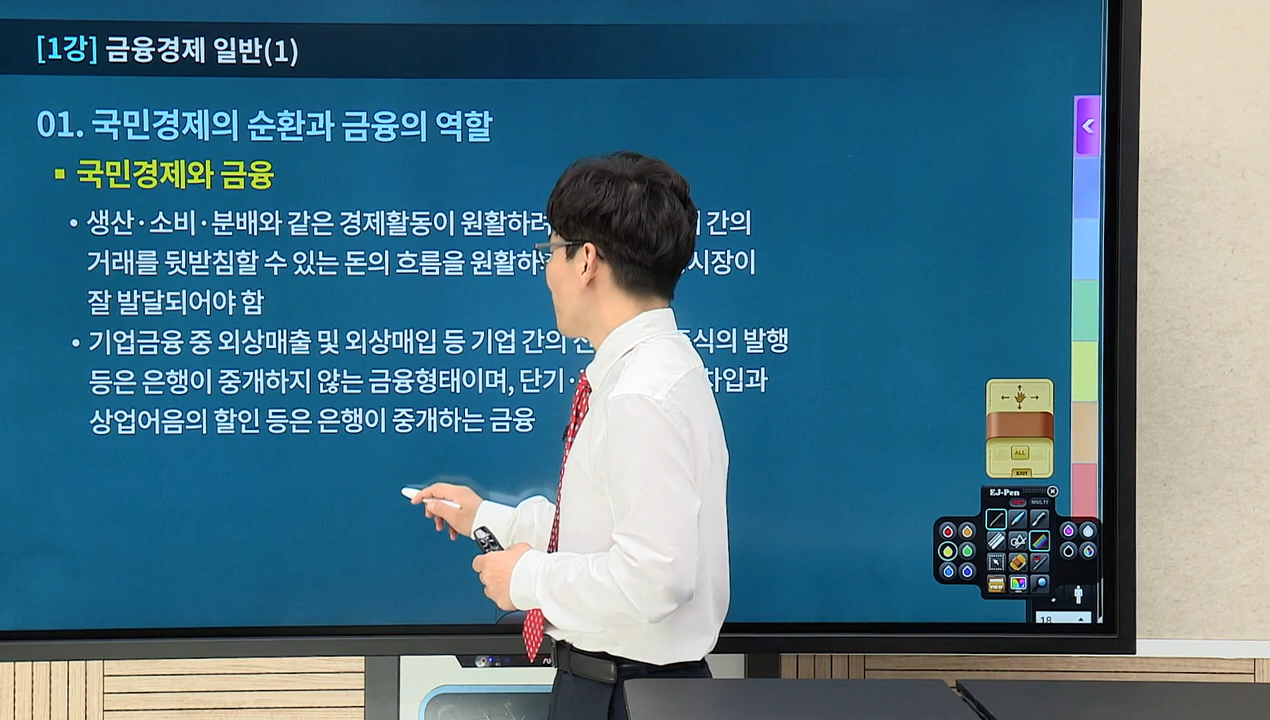 [1강] 금융경제 일반(1)
01. 국민경제의 순환과 금융의 역할
▪ 국민경제와 금융
• 생산·소비·분배와 같은 경제활동이 원활하려 간의
거래를 뒷받침할 수 있는 돈의 흐름을 원활하 시장이
잘 발달되어야 함
• 기업금융 중 외상매출 및 외상매입 등 기업 간의 식의 발행
등은 은행이 중개하지 않는 금융형태이며, 단기· 차입과
상업어음의 할인 등은 은행이 중개하는 금융
ALL
EXIT
EJ-Pen
MULTI
VIEW
18